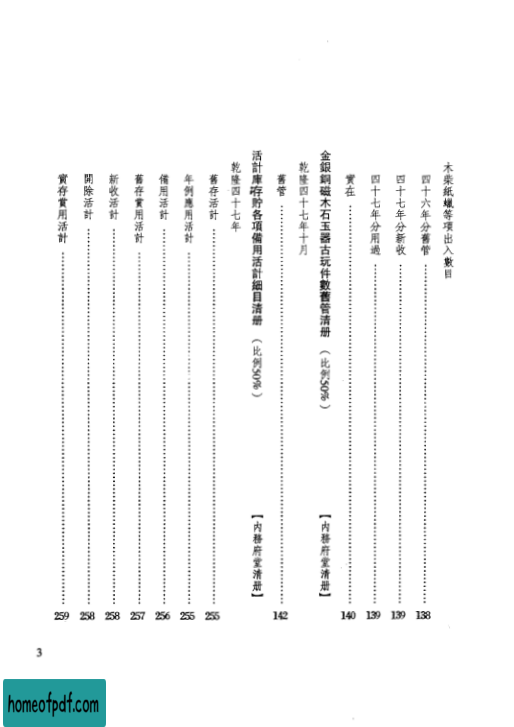 木柴紙蠟等項出入數目
四十六年分舊管 138
四十七年分新收 139
四十七年分用過 139
實在 140
金銀銅磁木石玉器古玩件數舊管清册 （比例50%） 【內務府堂清册】
乾隆四十七年十月
舊管 142
活計庫存貯各項備用活計細目清册 （比例50%） 【內務府堂清册】
乾隆四十七年
舊存活計 255
年例應用活計 255
備用活計 256
舊存賞用活計 257
新收活計 258
開除活計 258
實存賞用活計 259
3
homeofpdf.com